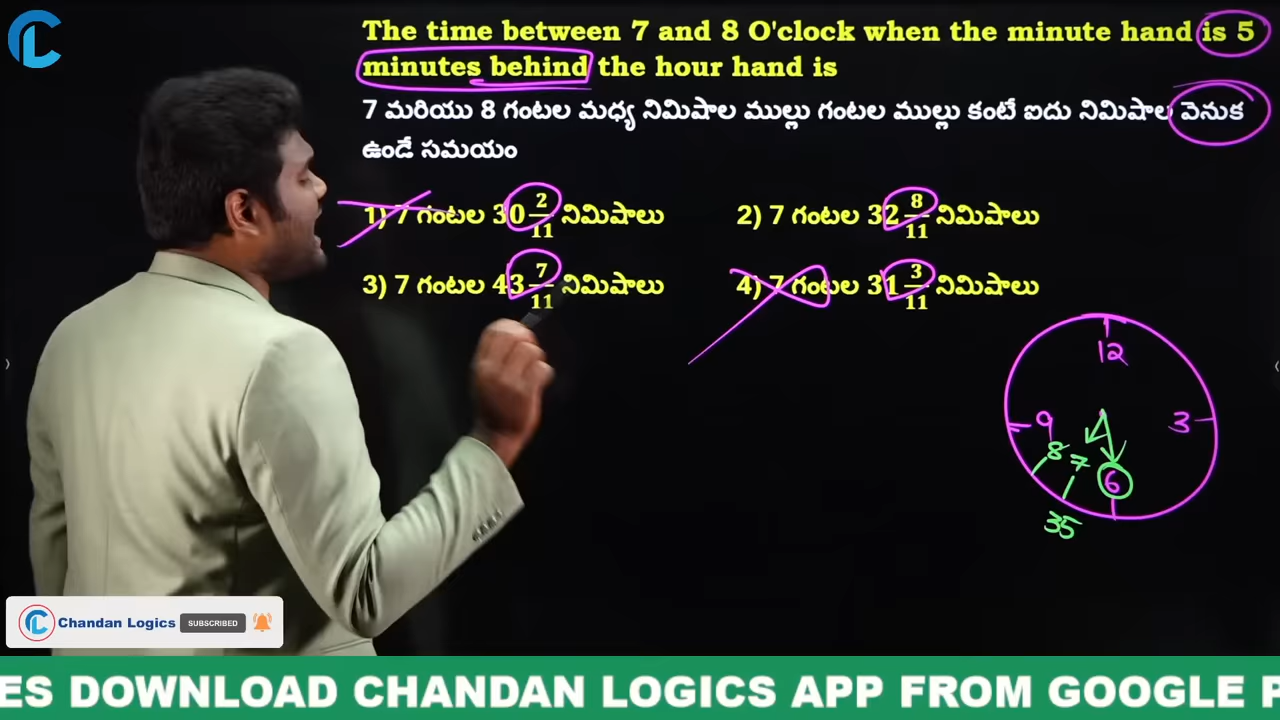 The time between 7 and 8 O'clock when the minute hand is 5
minutes behind the hour hand is
7 మరియు 8 గంటల మధ్య నిమిషాల ముల్లు గంటల ముల్లు కంటే ఐదు నిమిషాల వెనుక
ఉండే సమయం
1) 7 గంటల 30 2/11 నిమిషాలు
2) 7 గంటల 32 8/11 నిమిషాలు
3) 7 గంటల 43 7/11 నిమిషాలు
4) 7 గంటల 31 3/11 నిమిషాలు
12
9
3
8
7
6
35
Chandan Logics SUBSCRIBED
ES DOWNLOAD CHANDAN LOGICS APP FROM GOOGLE P